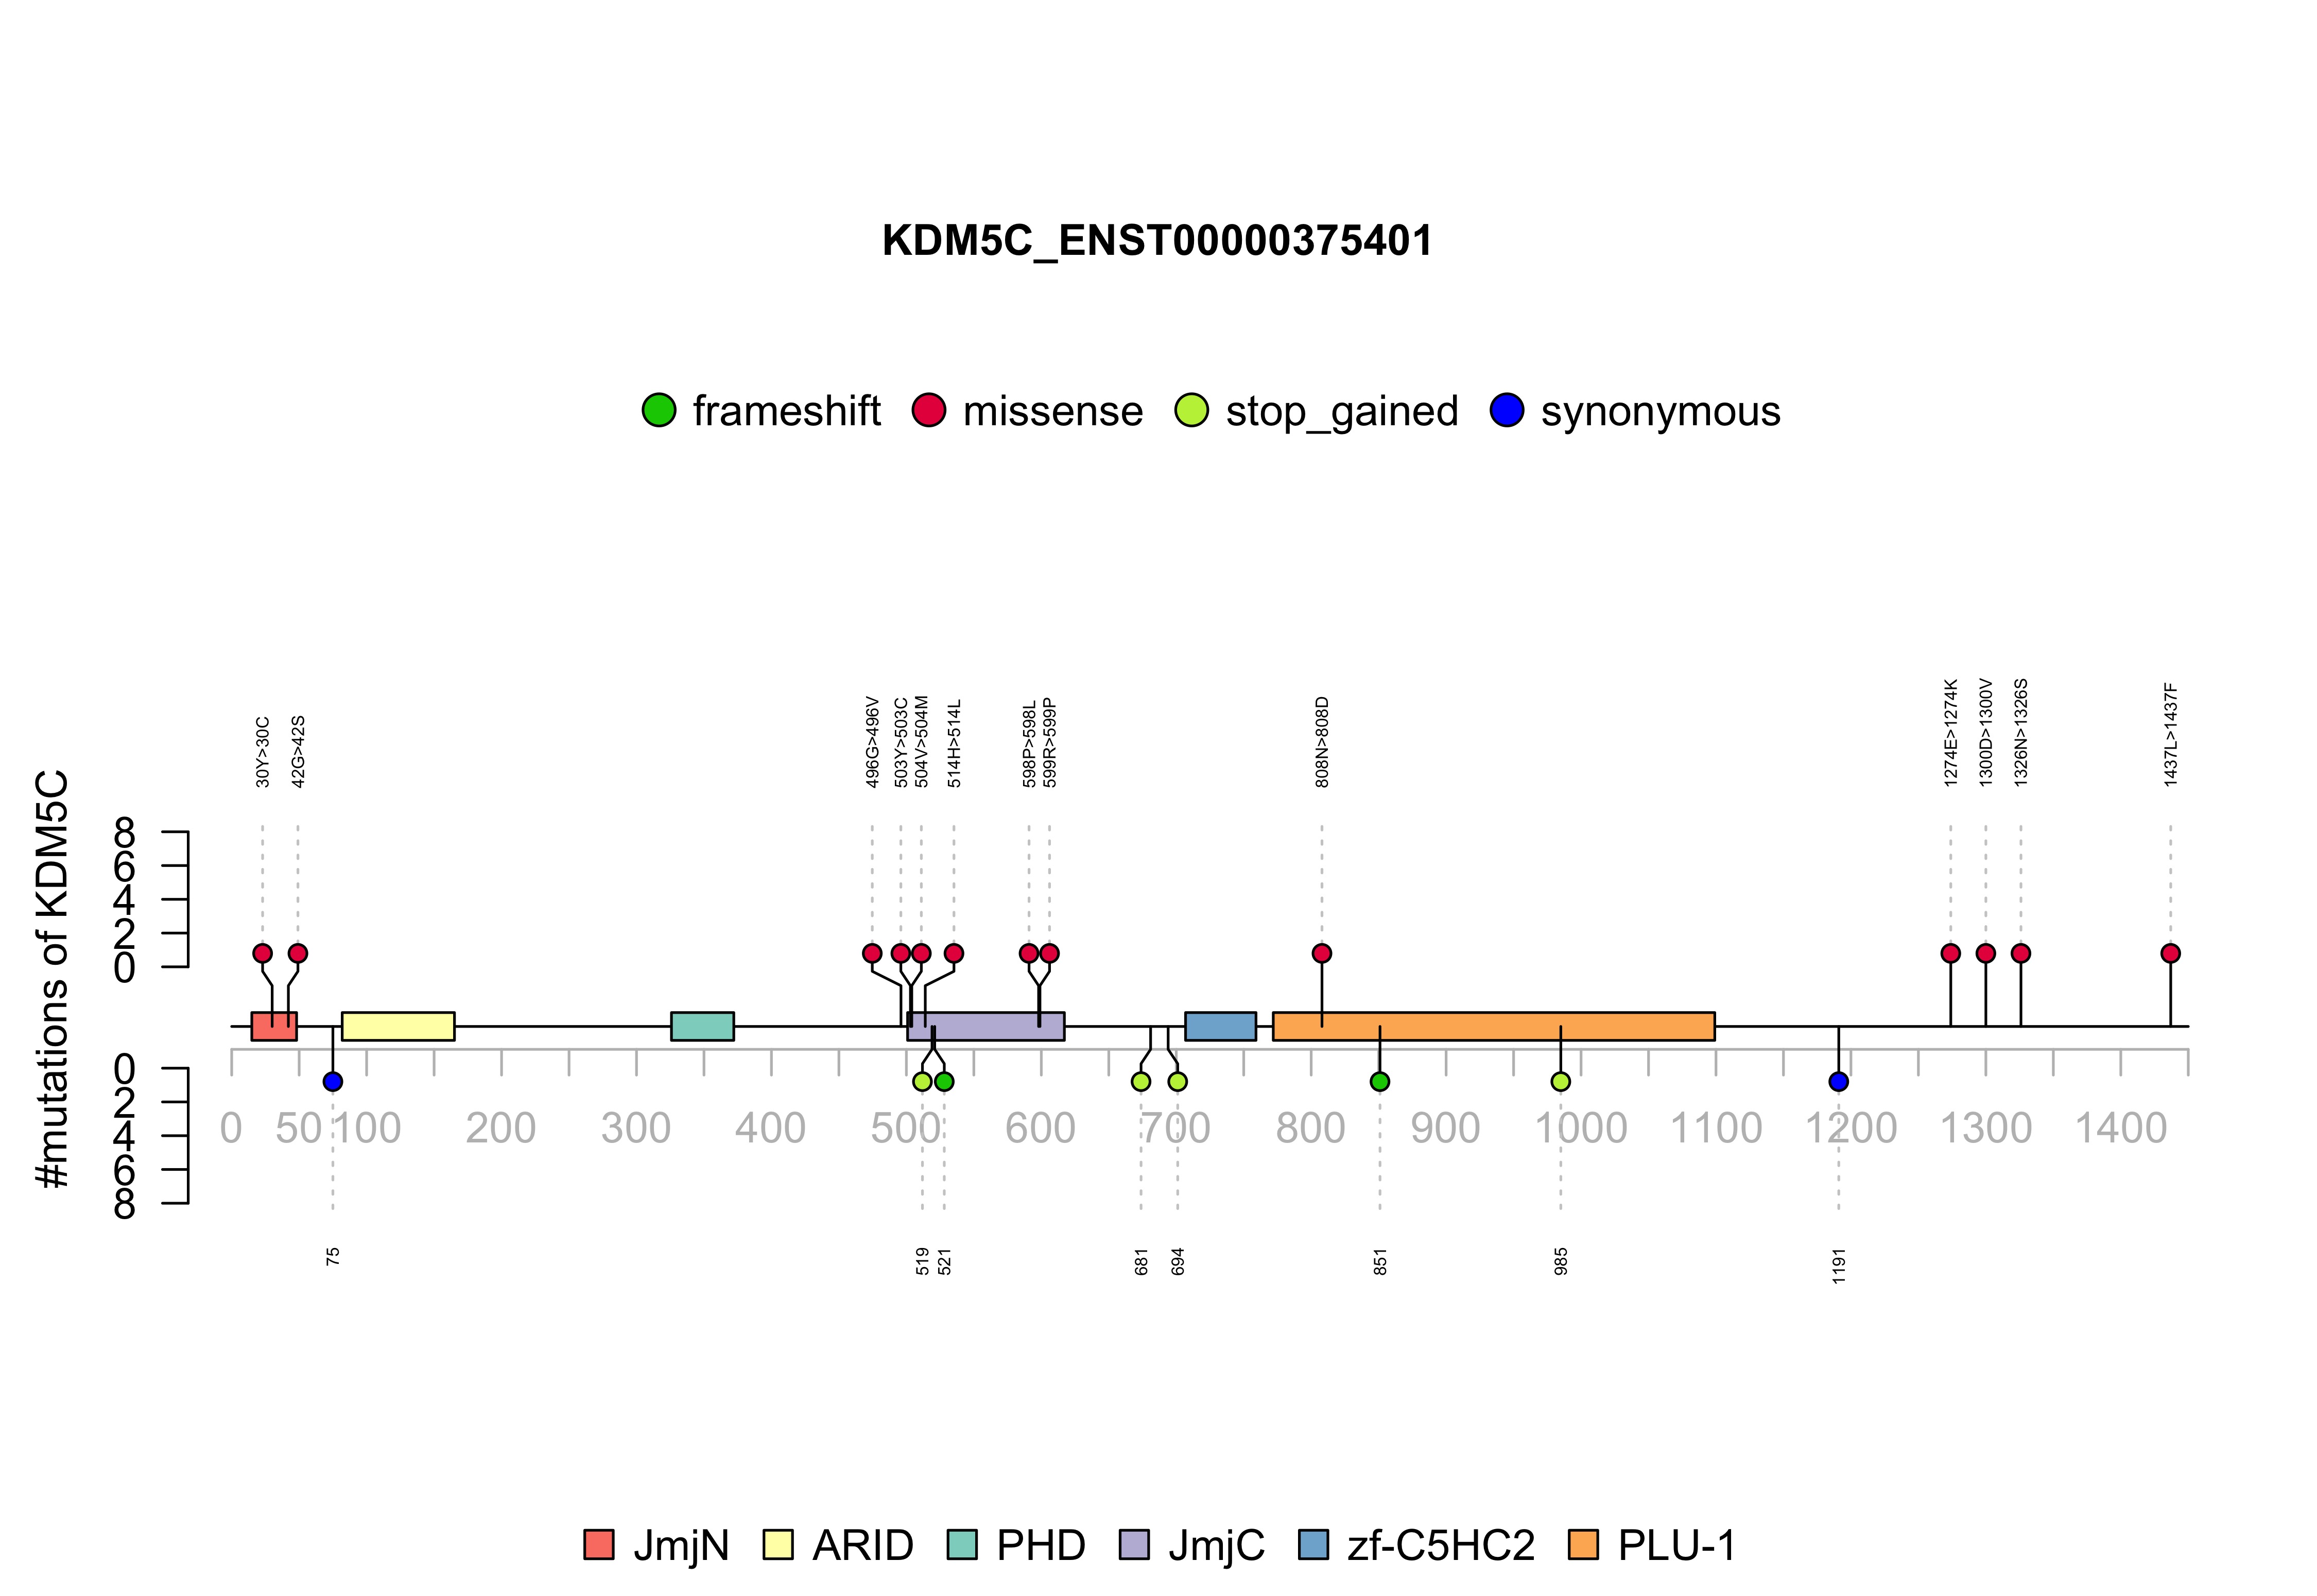 KDM5C_ENST00000375401
frameshift missense stop_gained synonymous
30Y>30C 42G>42S 496G>496V 503Y>503C 504V>504M 514H>514L 598P>598L 599R>599P 808N>808D 1274E>1274K 1300D>1300V 1326N>1326S 1437L>1437F
#mutations of KDM5C
8
6
4
2
0
0
2
4
6
8
0 50 100 200 300 400 500 600 700 800 900 1000 1100 1200 1300 1400
75 519 521 681 694 851 985 1191
JmjN ARID PHD JmjC zf-C5HC2 PLU-1